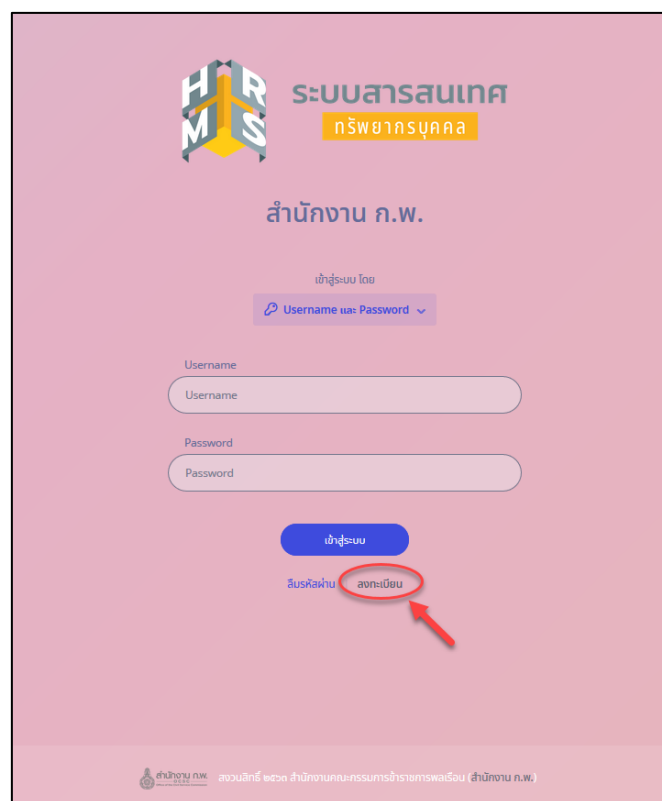 HR
MS
ระบบสารสนเทศ
ทรัพยากรบุคคล
สำนักงาน ก.พ.
เข้าสู่ระบบ โดย
Username และ Password
Username
Username
Password
Password
เข้าสู่ระบบ
ลืมรหัสผ่าน ลงทะเบียน
สำนักงาน ก.พ. สงวนลิทธิ์ ๒๕๖๓ สำนักงานคณะกรรมการข้าราชการพลเรือน (สำนักงาน ก.พ.)